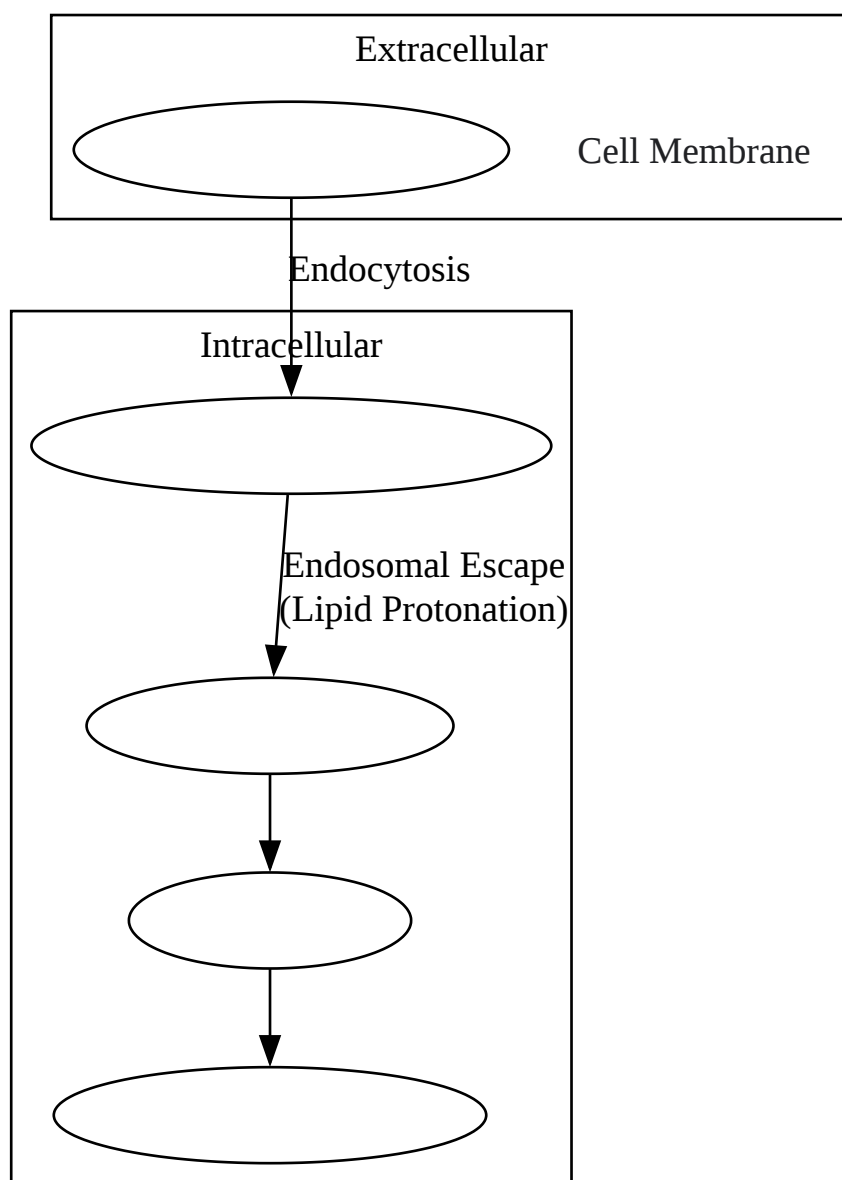 Extracellular
Cell Membrane
Endocytosis
Intracellular
Endosomal Escape
(Lipid Protonation)